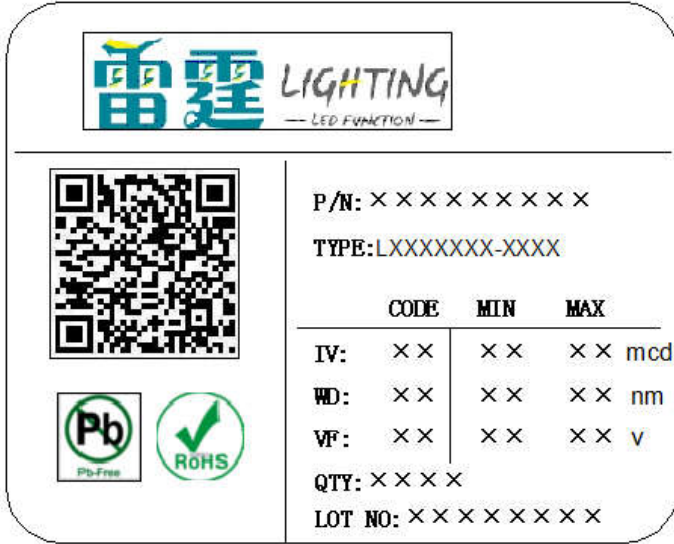 雷霆 LIGHTING
LED FUNCTION
P/N: ×××××××××
TYPE:LXXXXXXX-XXXX
CODE MIN MAX
IV: ×× ×× ×× mcd
WD: ×× ×× ×× nm
VF: ×× ×× ×× v
QTY: ××××
LOT NO: ××××××××
Pb
Pb-Free
RoHS